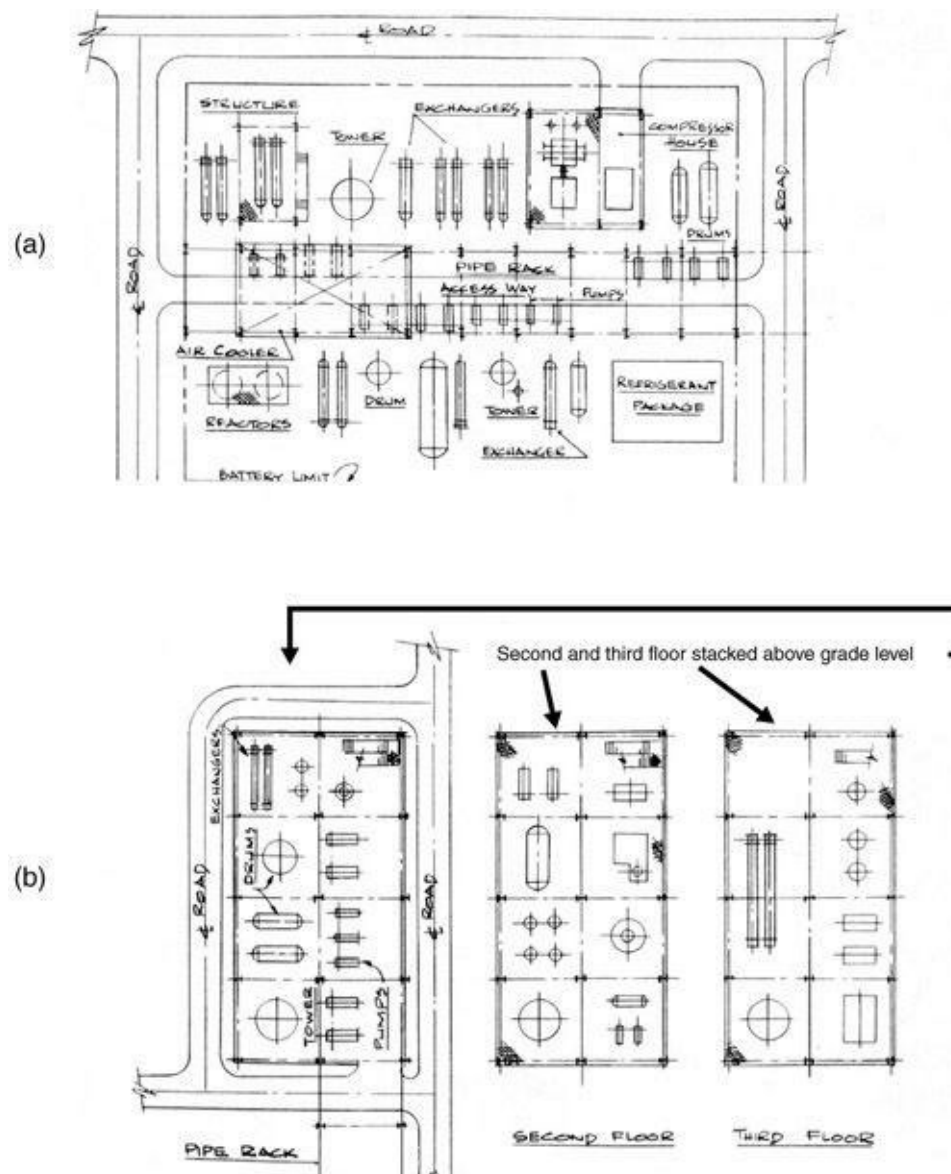 ℄ ROAD
STRUCTURE
EXCHANGERS
TOWER
COMPRESSOR
HOUSE
DRUMS
(a)
℄ ROAD
℄ ROAD
PIPE RACK
ACCESS WAY
PUMPS
AIR COOLER
REACTORS
DRUM
TOWER
REFRIGERANT
PACKAGE
EXCHANGER
BATTERY LIMIT
Second and third floor stacked above grade level
EXCHANGERS
DRUMS
(b)
℄ ROAD
℄ ROAD
TOWER
PUMPS
PIPE RACK
SECOND FLOOR
THIRD FLOOR